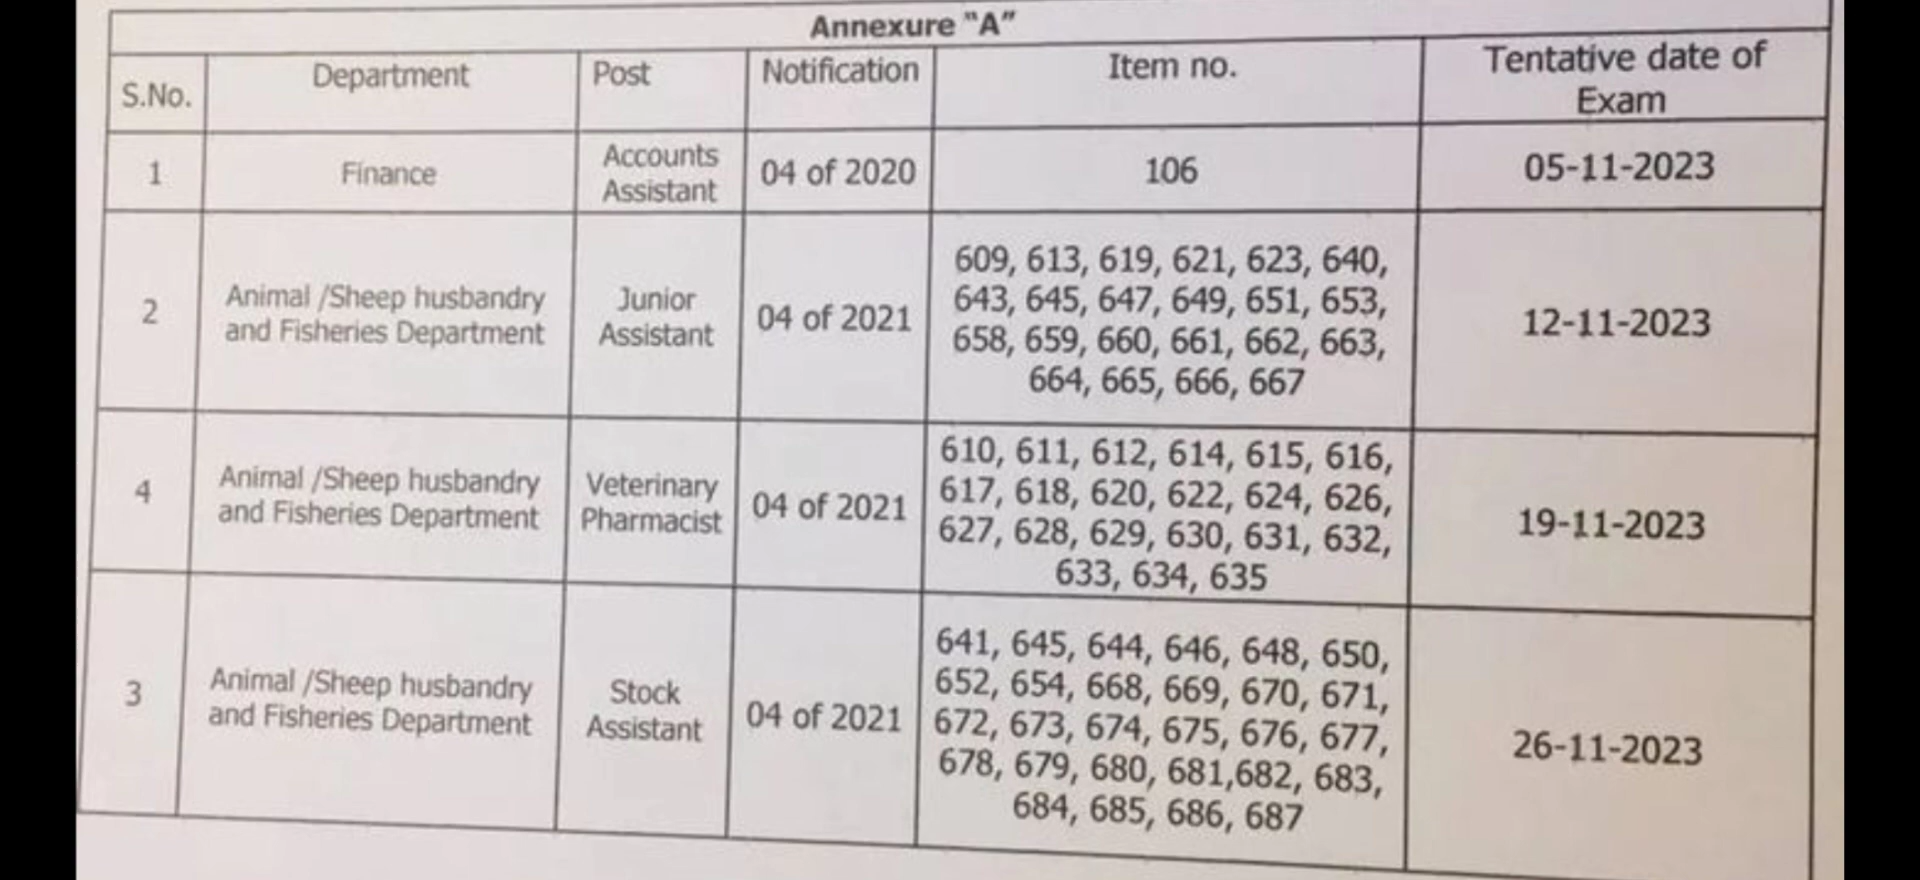 Annexure "A"
S.No.
Department
Post
Notification
Item no.
Tentative date of
Exam
1
Finance
Accounts
Assistant
04 of 2020
106
05-11-2023
2
Animal /Sheep husbandry
and Fisheries Department
Junior
Assistant
04 of 2021
609, 613, 619, 621, 623, 640,
643, 645, 647, 649, 651, 653,
658, 659, 660, 661, 662, 663,
664, 665, 666, 667
12-11-2023
4
Animal /Sheep husbandry
and Fisheries Department
Veterinary
Pharmacist
04 of 2021
610, 611, 612, 614, 615, 616,
617, 618, 620, 622, 624, 626,
627, 628, 629, 630, 631, 632,
633, 634, 635
19-11-2023
3
Animal /Sheep husbandry
and Fisheries Department
Stock
Assistant
04 of 2021
641, 645, 644, 646, 648, 650,
652, 654, 668, 669, 670, 671,
672, 673, 674, 675, 676, 677,
678, 679, 680, 681,682, 683,
684, 685, 686, 687
26-11-2023